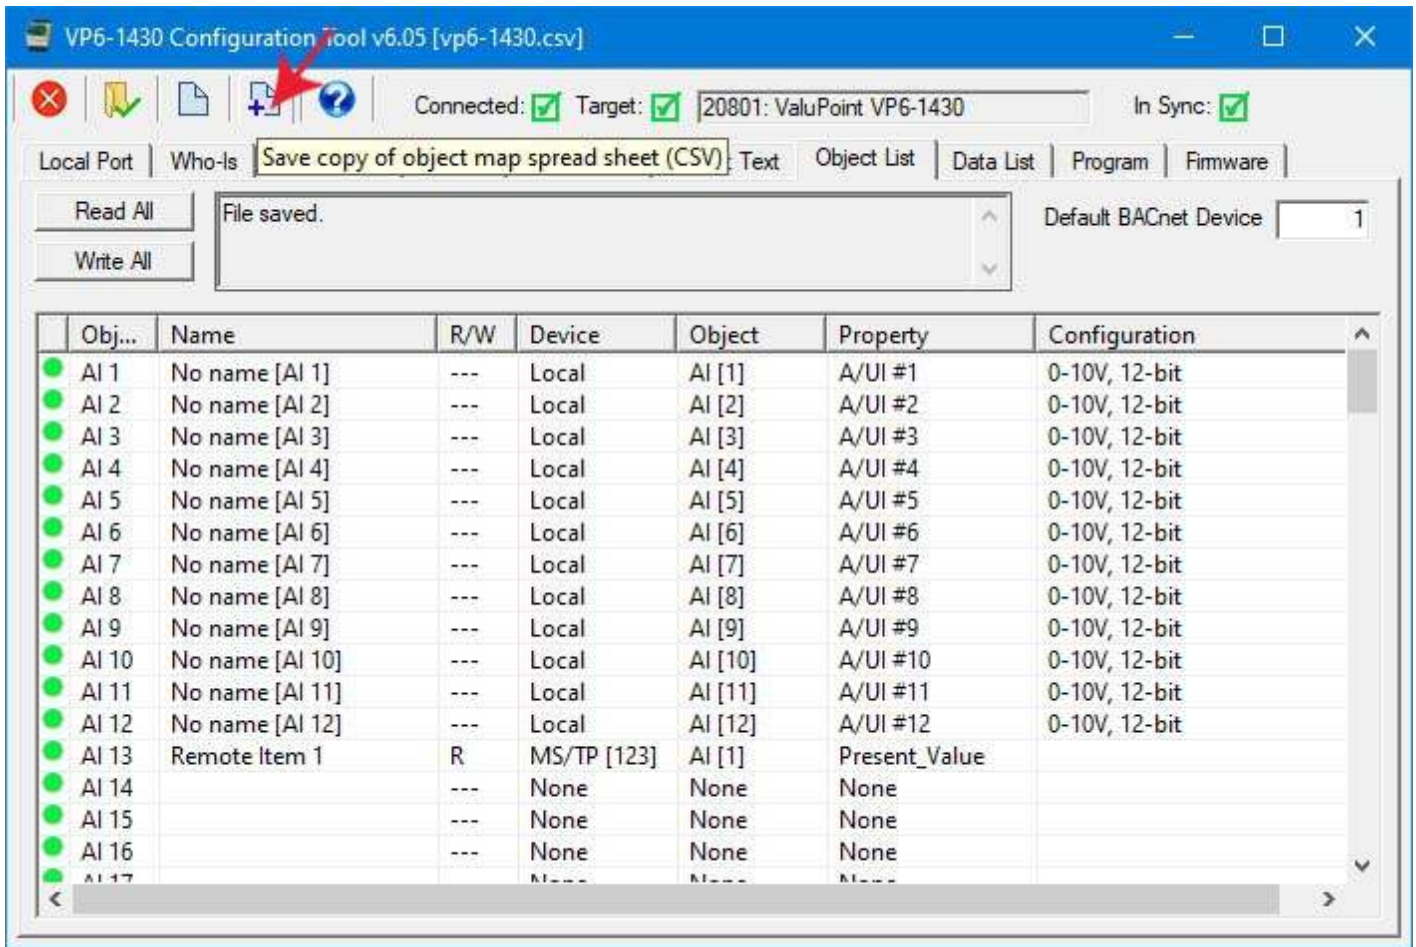 VP6-1430 Configuration Tool v6.05 [vp6-1430.csv]
Connected: Target: 20801: ValuPoint VP6-1430 In Sync:
Local Port Who-Is Save copy of object map spread sheet (CSV) Text Object List Data List Program Firmware
Read All File saved. Default BACnet Device 1
Write All
Obj... Name R/W Device Object Property Configuration
AI 1 No name [AI 1] --- Local AI [1] A/UI #1 0-10V, 12-bit
AI 2 No name [AI 2] --- Local AI [2] A/UI #2 0-10V, 12-bit
AI 3 No name [AI 3] --- Local AI [3] A/UI #3 0-10V, 12-bit
AI 4 No name [AI 4] --- Local AI [4] A/UI #4 0-10V, 12-bit
AI 5 No name [AI 5] --- Local AI [5] A/UI #5 0-10V, 12-bit
AI 6 No name [AI 6] --- Local AI [6] A/UI #6 0-10V, 12-bit
AI 7 No name [AI 7] --- Local AI [7] A/UI #7 0-10V, 12-bit
AI 8 No name [AI 8] --- Local AI [8] A/UI #8 0-10V, 12-bit
AI 9 No name [AI 9] --- Local AI [9] A/UI #9 0-10V, 12-bit
AI 10 No name [AI 10] --- Local AI [10] A/UI #10 0-10V, 12-bit
AI 11 No name [AI 11] --- Local AI [11] A/UI #11 0-10V, 12-bit
AI 12 No name [AI 12] --- Local AI [12] A/UI #12 0-10V, 12-bit
AI 13 Remote Item 1 R MS/TP [123] AI [1] Present_Value
AI 14 --- None None None
AI 15 --- None None None
AI 16 --- None None None